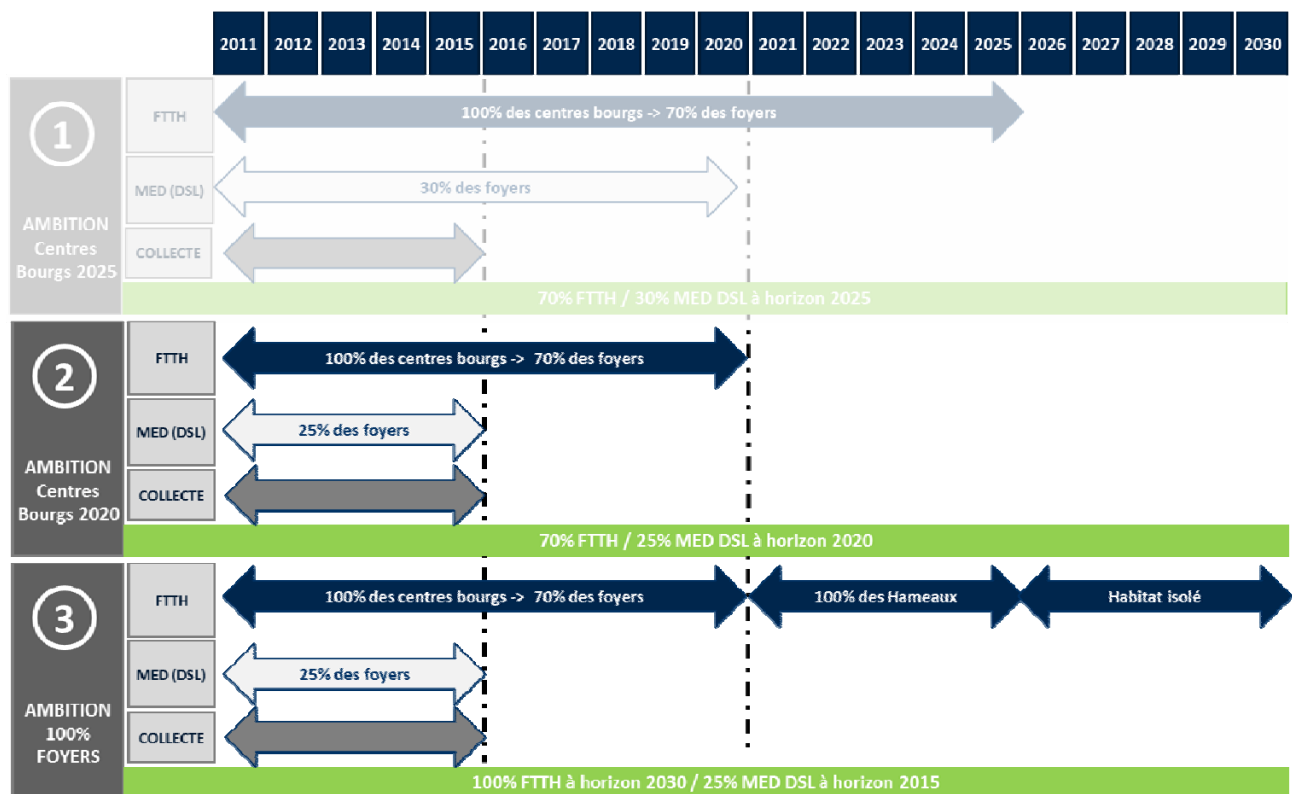 2011 2012 2013 2014 2015 2016 2017 2018 2019 2020 2021 2022 2023 2024 2025 2026 2027 2028 2029 2030
1
AMBITION
Centres
Bourgs 2025
FTTH
100% des centres bourgs -> 70% des foyers
MED (DSL)
30% des foyers
COLLECTE
70% FTTH / 30% MED DSL à horizon 2025
2
AMBITION
Centres
Bourgs 2020
FTTH
100% des centres bourgs -> 70% des foyers
MED (DSL)
25% des foyers
COLLECTE
70% FTTH / 25% MED DSL à horizon 2020
3
AMBITION
100%
FOYERS
FTTH
100% des centres bourgs -> 70% des foyers
100% des Hameaux
Habitat isolé
MED (DSL)
25% des foyers
COLLECTE
100% FTTH à horizon 2030 / 25% MED DSL à horizon 2015